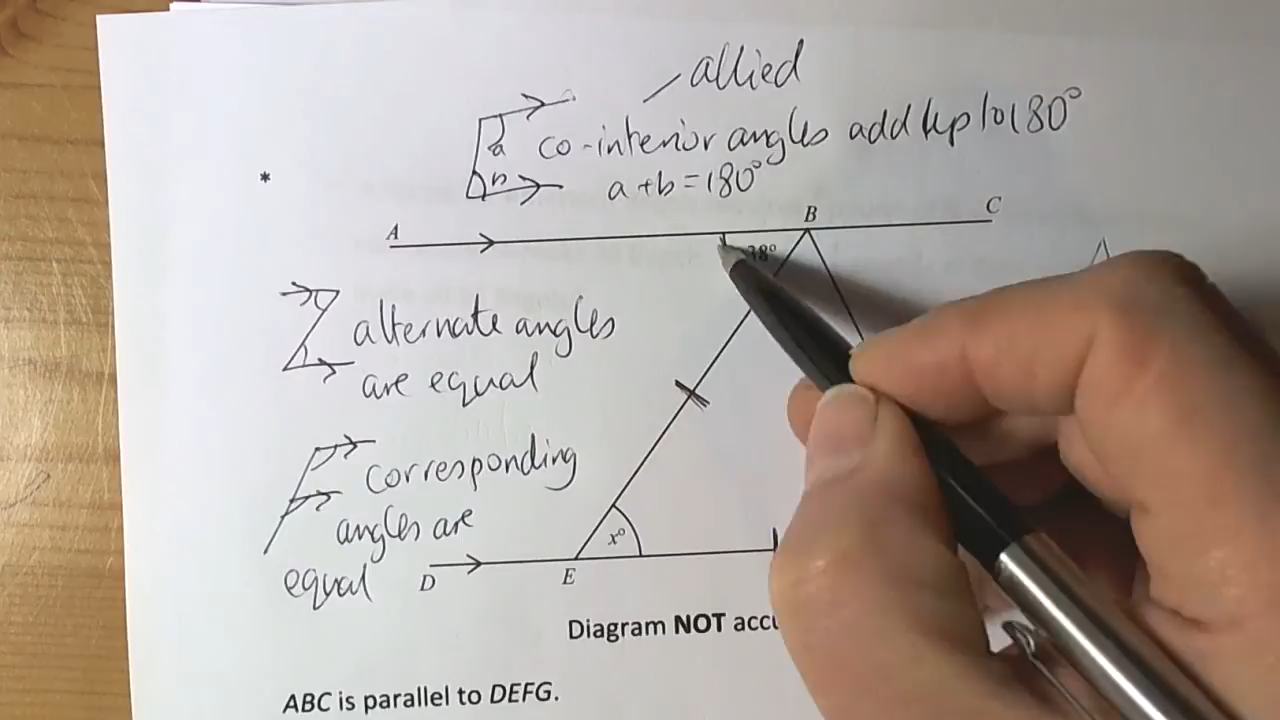 allied
a co-interior angles add up to 180°
b a+b=180°
*
A B C
38°
alternate angles
are equal
corresponding
angles are
equal
x°
D E
Diagram NOT
ABC is parallel to DEFG.